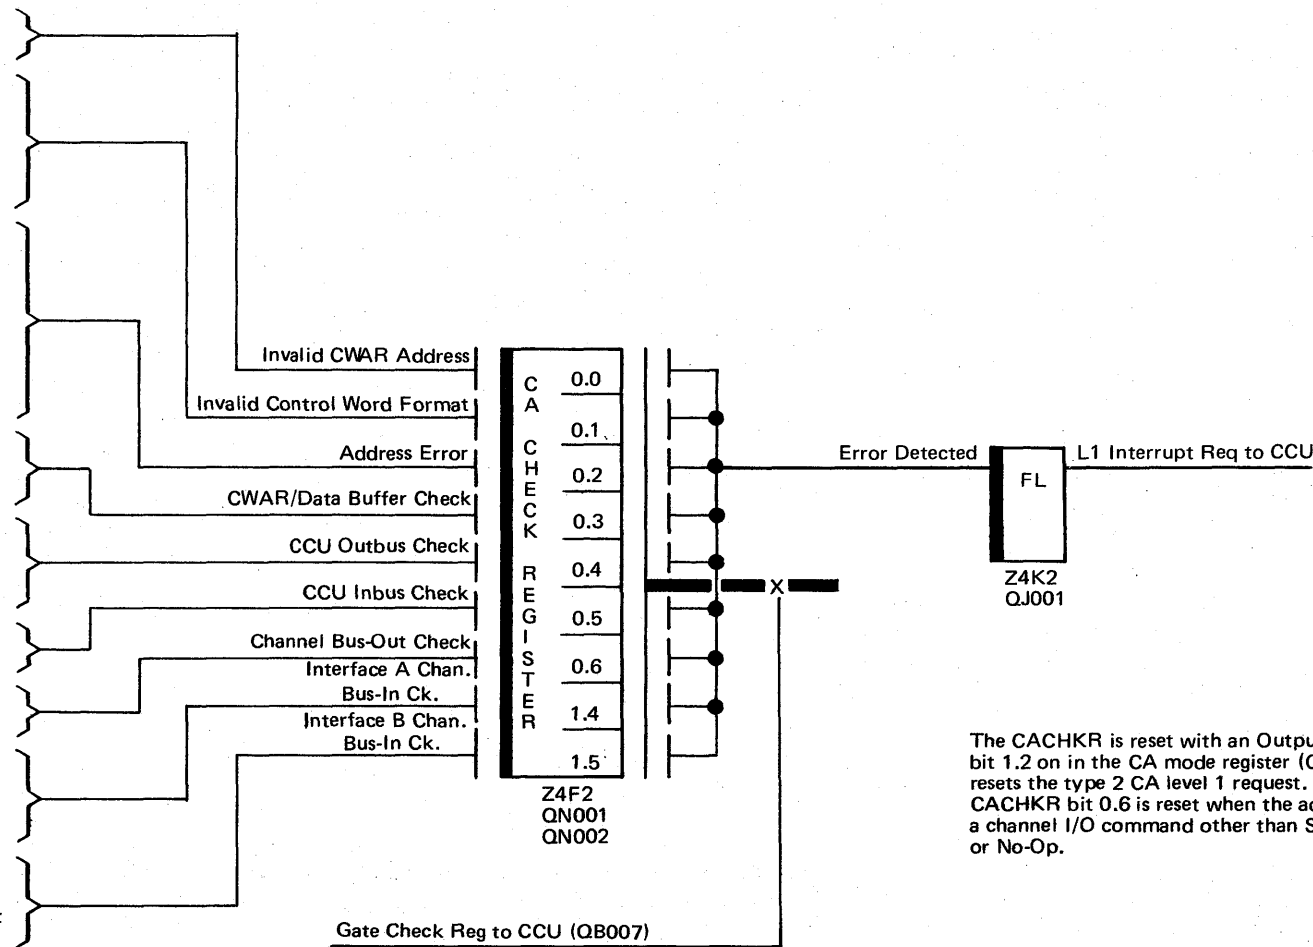 Invalid CWAR Address
Invalid Control Word Format
Address Error
CWAR/Data Buffer Check
CCU Outbus Check
CCU Inbus Check
Channel Bus-Out Check
Interface A Chan.
Bus-In Ck.
Interface B Chan.
Bus-In Ck.
CA CHECK REGISTER
0.0
0.1
0.2
0.3
0.4
0.5
0.6
1.4
1.5
Z4F2
QN001
QN002
X
Error Detected
FL
Z4K2
QJ001
L1 Interrupt Req to CCU
The CACHKR is reset with an Outpu
bit 1.2 on in the CA mode register (
resets the type 2 CA level 1 request.
CACHKR bit 0.6 is reset when the a
a channel I/O command other than S
or No-Op.
Gate Check Reg to CCU (QB007)